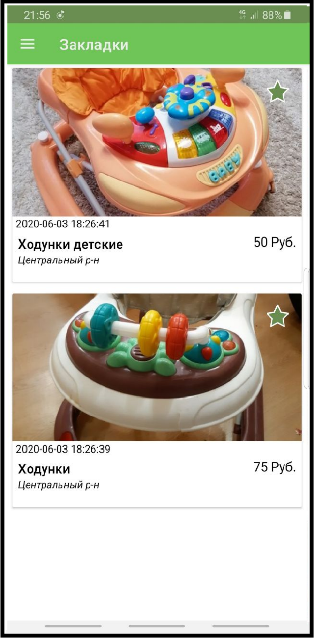 21:56 88%
Закладки
2020-06-03 18:26:41
Ходунки детские 50 Руб.
Центральный р-н
2020-06-03 18:26:39
Ходунки 75 Руб.
Центральный р-н